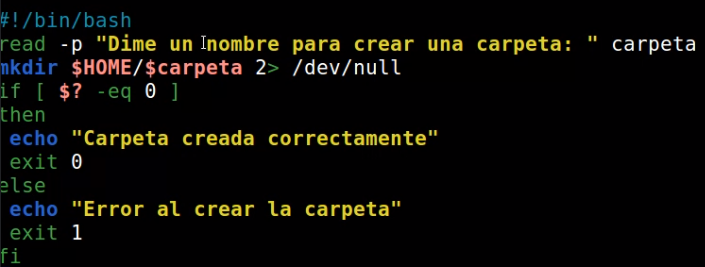 #!/bin/bash
read -p "Dime un nombre para crear una carpeta: " carpeta
mkdir $HOME/$carpeta 2> /dev/null
if [ $? -eq 0 ]
then
 echo "Carpeta creada correctamente"
 exit 0
else
 echo "Error al crear la carpeta"
 exit 1
fi